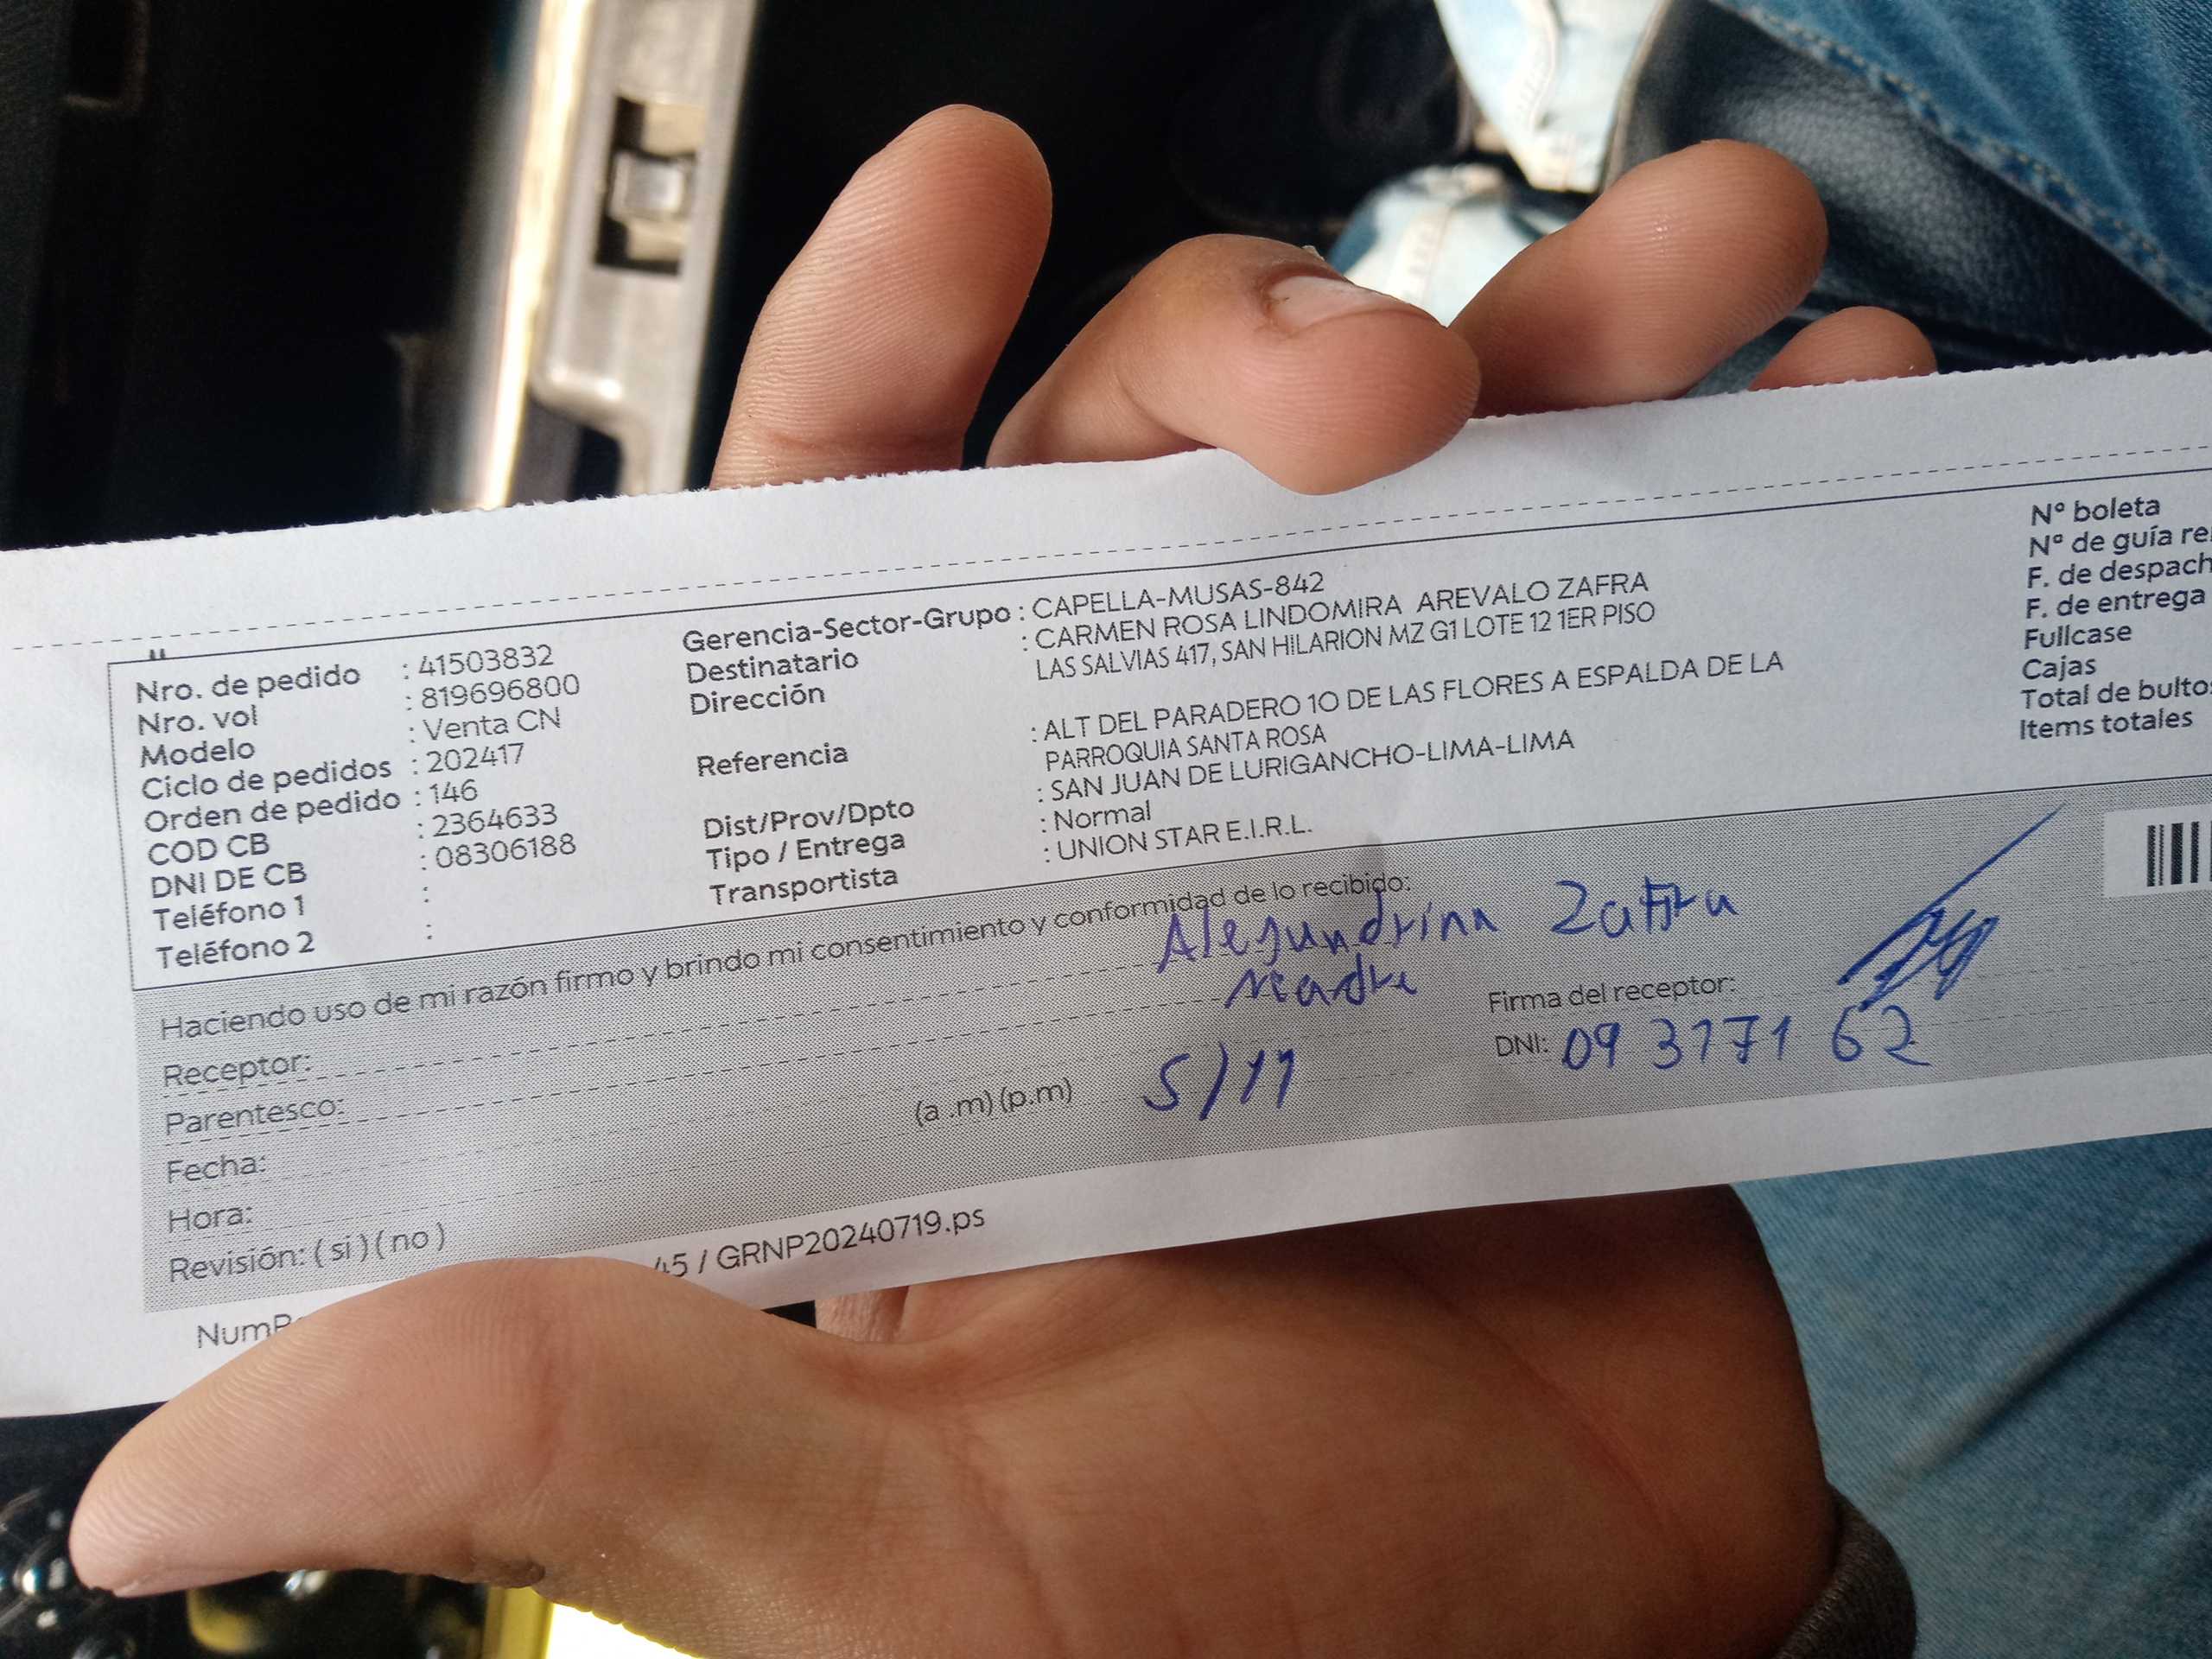 Nro. de pedido : 41503832
Nro. vol : 819696800
Modelo : Venta CN
Ciclo de pedidos : 202417
Orden de pedido : 146
COD CB : 2364633
DNI DE CB : 08306188
Teléfono 1 :
Teléfono 2 :
Gerencia-Sector-Grupo : CAPELLA-MUSAS-842
Destinatario : CARMEN ROSA LINDOMIRA AREVALO ZAFRA
Dirección LAS SALVIAS 417, SAN HILARION MZ G1 LOTE 12 1ER PISO
Referencia : ALT DEL PARADERO 10 DE LAS FLORES A ESPALDA DE LA
PARROQUIA SANTA ROSA
Dist/Prov/Dpto : SAN JUAN DE LURIGANCHO-LIMA-LIMA
Tipo / Entrega : Normal
Transportista : UNION STAR E.I.R.L.
Nº boleta
Nº de guía re
F. de despach
F. de entrega
Fullcase
Cajas
Total de bultos
Items totales
Haciendo uso de mi razón firmo y brindo mi consentimiento y conformidad de lo recibido:
Receptor: Alejandrina Zafra
Parentesco: Madre
Fecha: 5/11
Hora: (a .m) (p.m)
Revisión: ( si ) ( no )
Firma del receptor:
DNI: 09 3171 62
45 / GRNP20240719.ps